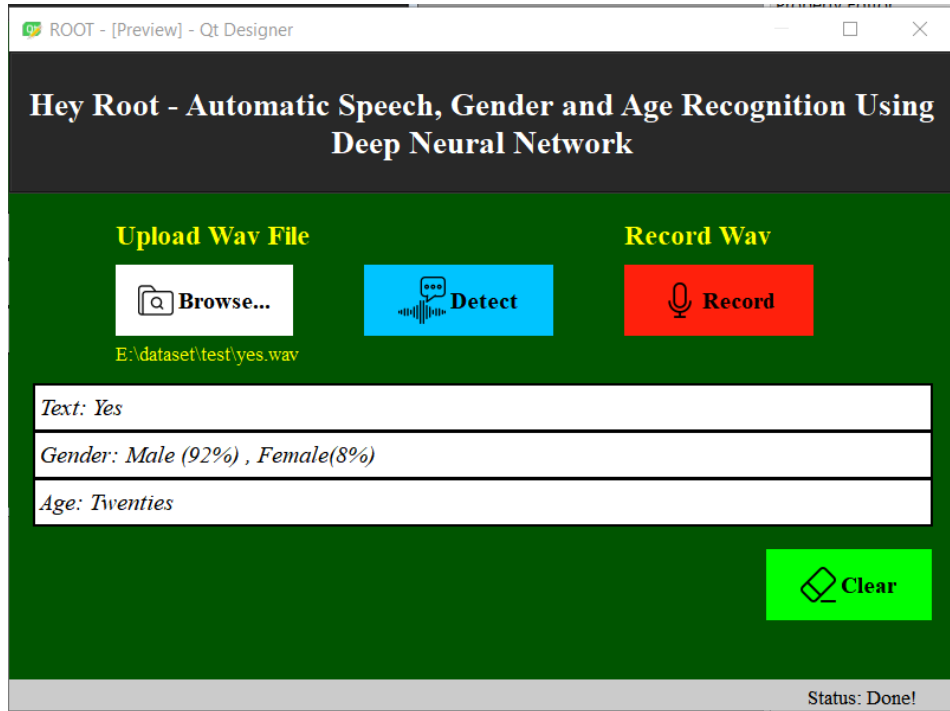 ROOT - [Preview] - Qt Designer
Hey Root - Automatic Speech, Gender and Age Recognition Using
Deep Neural Network
Upload Wav File
Record Wav
Browse...
Detect
Record
E:\dataset\test\yes.wav
Text: Yes
Gender: Male (92%) , Female(8%)
Age: Twenties
Clear
Status: Done!